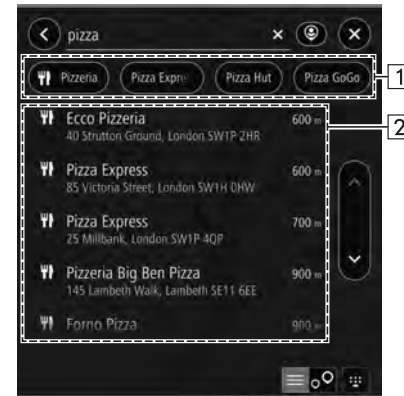 pizza
Pizzeria Pizza Expre Pizza Hut Pizza GoGo
1
2
Ecco Pizzeria 600 m
40 Strutton Ground, London SW1P 2HR
Pizza Express 600 m
85 Victoria Street, London SW1H 0HW
Pizza Express 700 m
25 Millbank, London SW1P 4QP
Pizzeria Big Ben Pizza 900 m
145 Lambeth Walk, Lambeth SE11 6EE
Forno Pizza 900 m